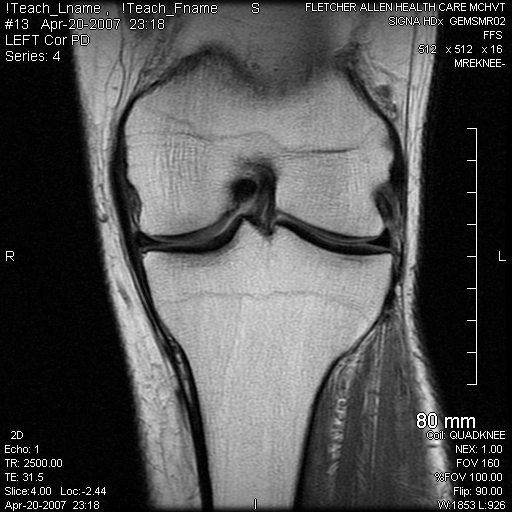 !Teach_Lname , !Teach_Fname
#13 Apr-20-2007 23:18
LEFT Cor PD
Series: 4
S
FLETCHER ALLEN HEALTH CARE MCHVT
SIGNA HDx GEMSMR02
FFS
512 x 512 x 16
MREKNEE-
R
L
80 mm
2D
Echo: 1
TR: 2500.00
TE: 31.5
Slice:4.00 Loc:-2.44
Apr-20-2007 23:18
I
Coil: QUADKNEE
NEX: 1.00
FOV 160
%FOV 100.00
Flip: 90.00
W:1853 L:926